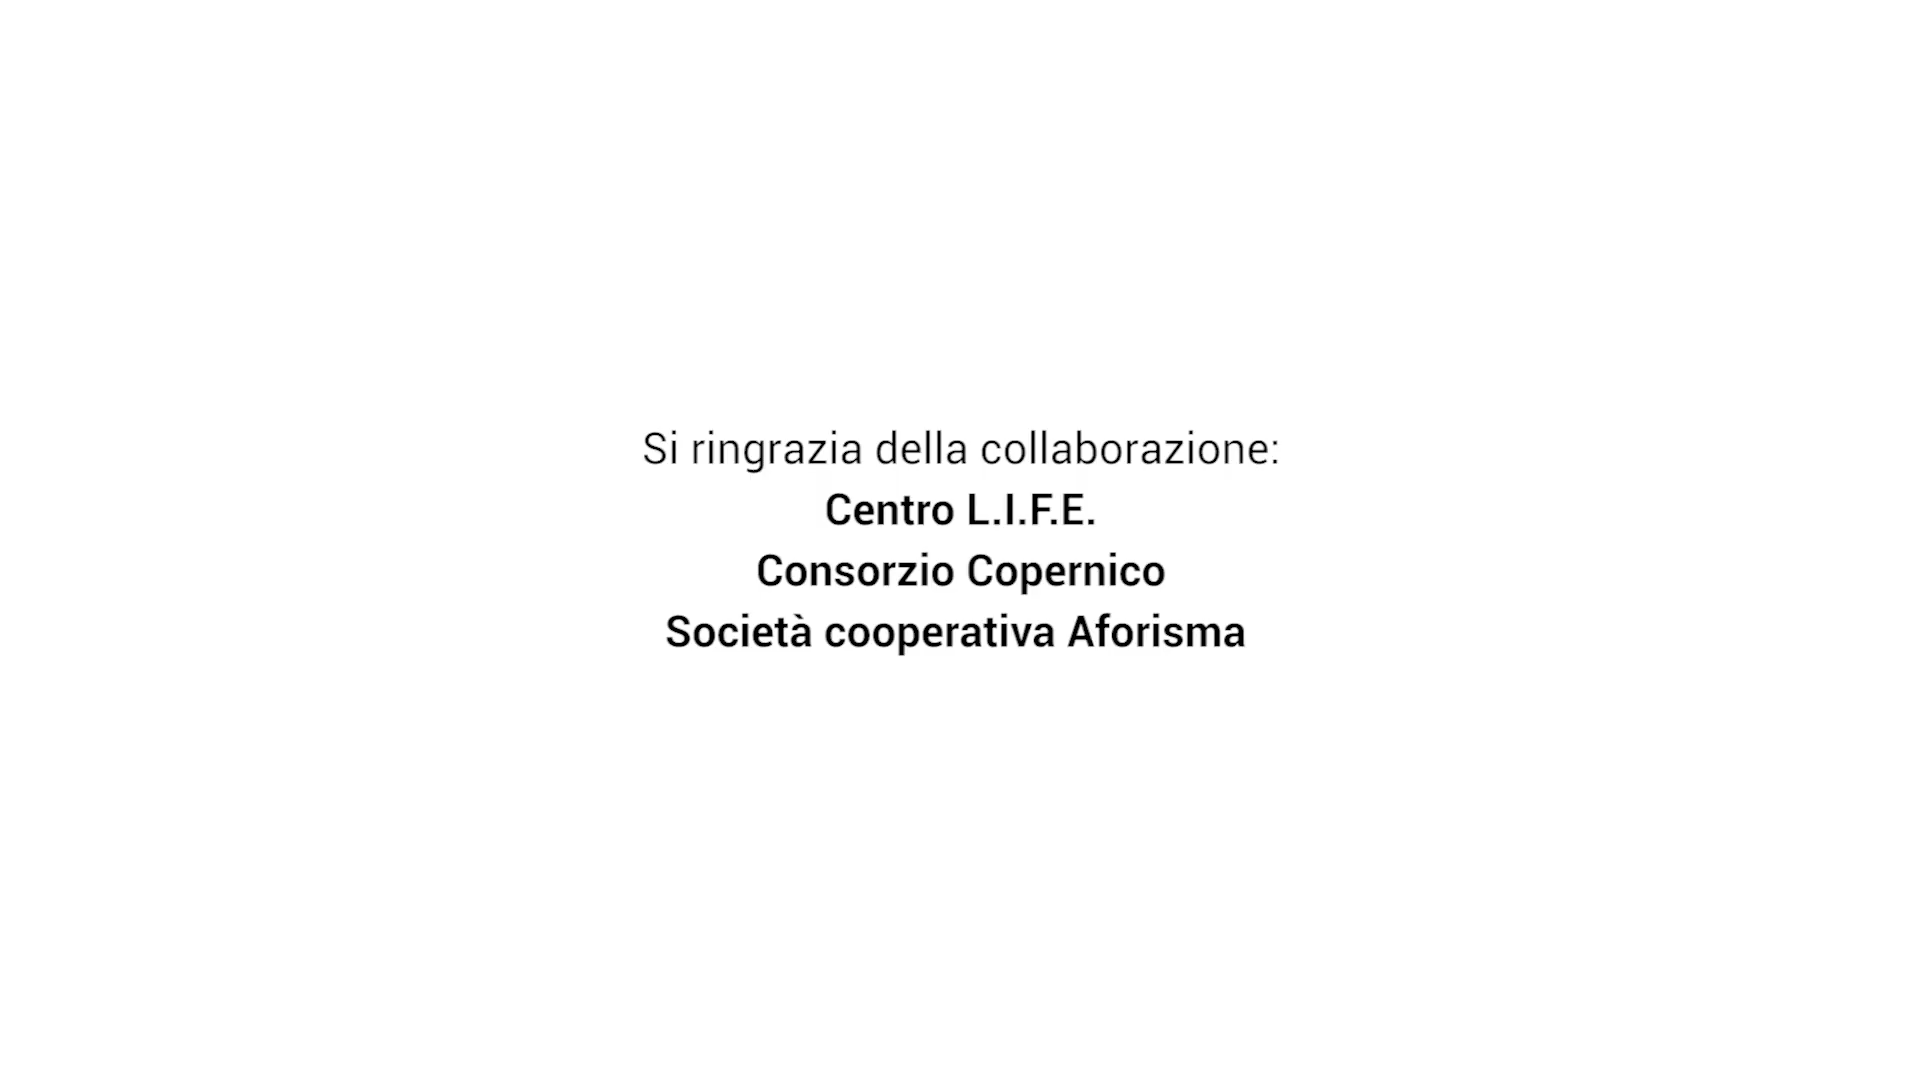 Si ringrazia della collaborazione:
Centro L.I.F.E.
Consorzio Copernico
Società cooperativa Aforisma